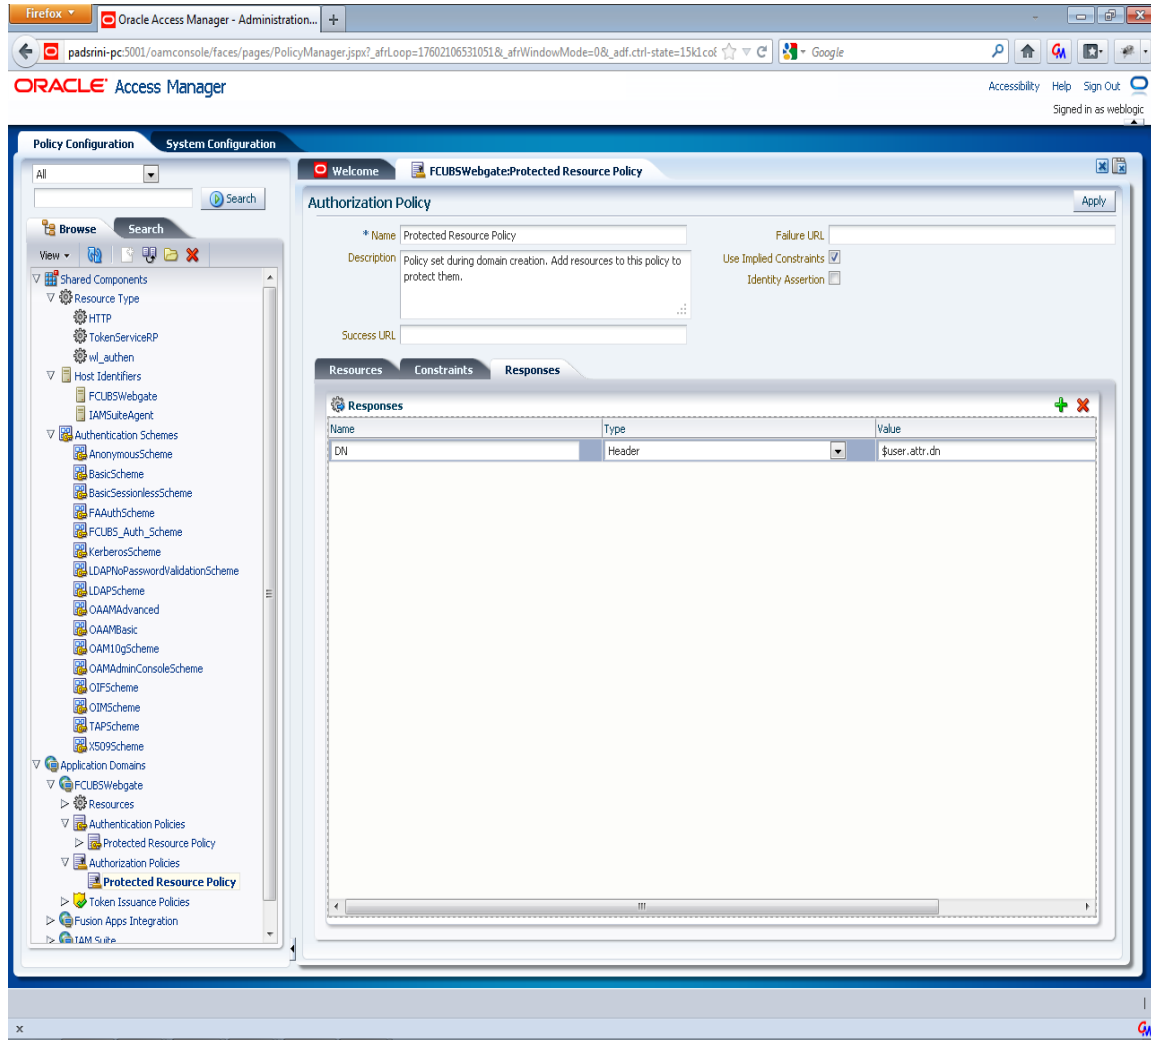 Firefox
Oracle Access Manager - Administration...
padsrini-pc:5001/oamconsole/faces/pages/PolicyManager.jspx?_afrLoop=17602106531051&_afrWindowMode=0&_adf.ctrl-state=15k1cof
Google
ORACLE Access Manager
Accessibility Help Sign Out
Signed in as weblogic
Policy Configuration System Configuration
All
Search
Browse Search
View
Shared Components
Resource Type
HTTP
TokenServiceRP
wl_authen
Host Identifiers
FCUBSWebgate
IAMSuiteAgent
Authentication Schemes
AnonymousScheme
BasicScheme
BasicSessionlessScheme
FAAuthScheme
FCUBS_Auth_Scheme
KerberosScheme
LDAPNoPasswordValidationScheme
LDAPScheme
OAAMAdvanced
OAAMBasic
OAM10gScheme
OAMAdminConsoleScheme
OIFScheme
OIMScheme
TAPScheme
X509Scheme
Application Domains
FCUBSWebgate
Resources
Authentication Policies
Protected Resource Policy
Authorization Policies
Protected Resource Policy
Token Issuance Policies
Fusion Apps Integration
IAM Suite
Welcome FCUBSWebgate:Protected Resource Policy
Authorization Policy Apply
* Name Protected Resource Policy
Description Policy set during domain creation. Add resources to this policy to
protect them.
Success URL
Failure URL
Use Implied Constraints
Identity Assertion
Resources Constraints Responses
Responses
Name Type Value
DN Header $user.attr.dn